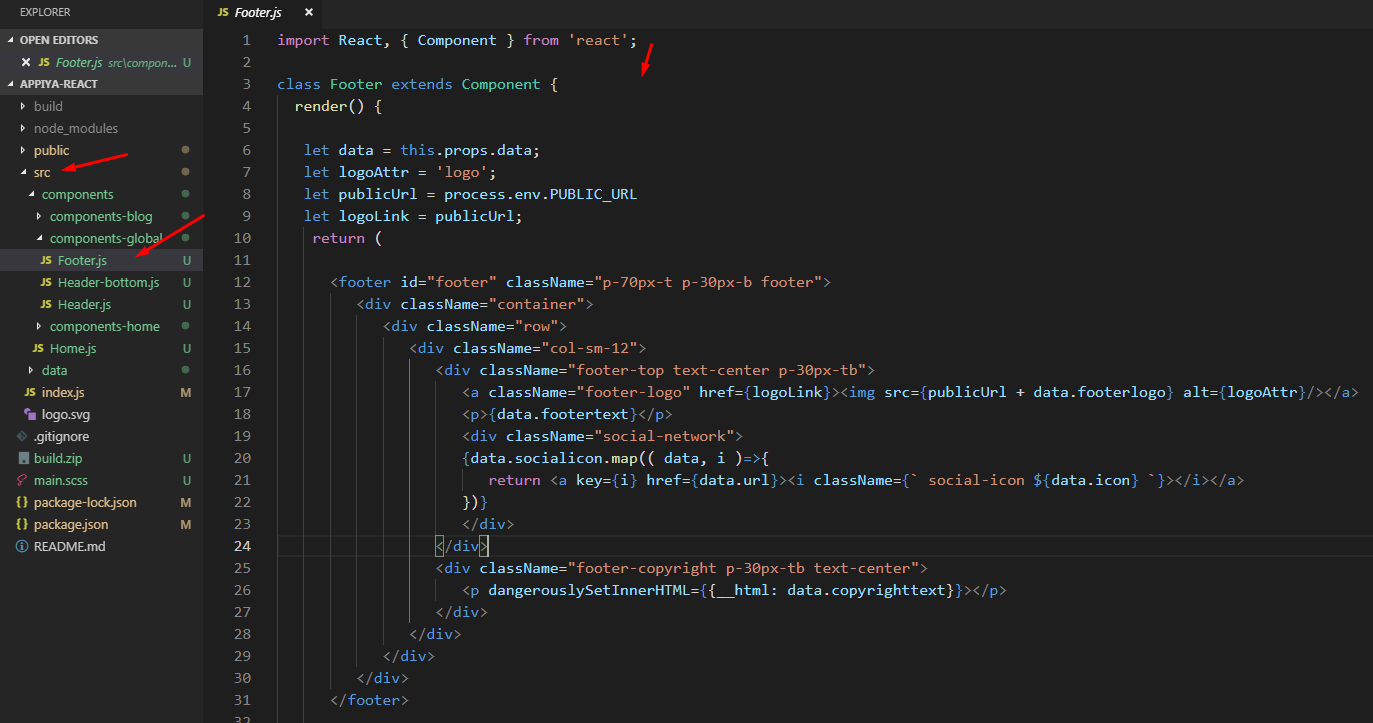 EXPLORER
OPEN EDITORS
Footer.js src\compon... U
APPIYA-REACT
build
node_modules
public
src
components
components-blog
components-global
JS Footer.js U
JS Header-bottom.js U
JS Header.js U
components-home
JS Home.js U
data
JS index.js M
logo.svg
.gitignore
build.zip U
main.scss U
{} package-lock.json M
{} package.json M
README.md
JS Footer.js ×
1 import React, { Component } from 'react';
2
3 class Footer extends Component {
4 render() {
5
6 let data = this.props.data;
7 let logoAttr = 'logo';
8 let publicUrl = process.env.PUBLIC_URL
9 let logoLink = publicUrl;
10 return (
11
12 <footer id="footer" className="p-70px-t p-30px-b footer">
13 <div className="container">
14 <div className="row">
15 <div className="col-sm-12">
16 <div className="footer-top text-center p-30px-tb">
17 <a className="footer-logo" href={logoLink}><img src={publicUrl + data.footerlogo} alt={logoAttr}/></a>
18 <p>{data.footertext}</p>
19 <div className="social-network">
20 {data.socialicon.map(( data, i )=>{
21 return <a key={i} href={data.url}><i className={` social-icon ${data.icon} `}></i></a>
22 })}
23 </div>
24 </div>
25 <div className="footer-copyright p-30px-tb text-center">
26 <p dangerouslySetInnerHTML={{__html: data.copyrighttext}}></p>
27 </div>
28 </div>
29 </div>
30 </div>
31 </footer>
32